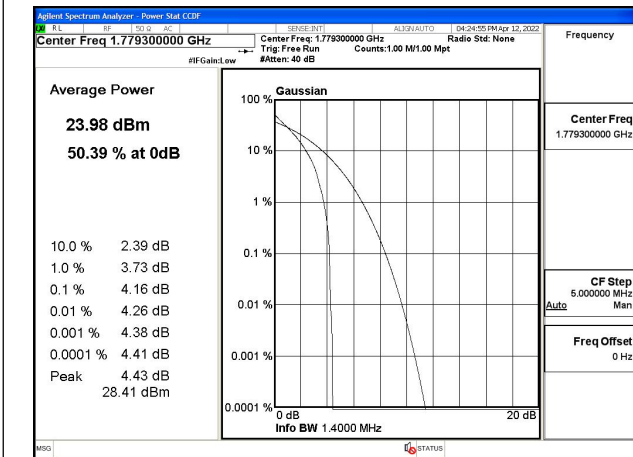 Agilent Spectrum Analyzer - Power Stat CCDF
RL RF 50 Ω AC SENSE:INT ALIGNAUTO 04:24:55 PM Apr 12, 2022
Center Freq 1.779300000 GHz
Center Freq: 1.779300000 GHz Radio Std: None
Trig: Free Run Counts:1.00 M/1.00 Mpt
#IFGain:Low #Atten: 40 dB
Frequency
Average Power
23.98 dBm
50.39 % at 0dB
10.0 % 2.39 dB
1.0 % 3.73 dB
0.1 % 4.16 dB
0.01 % 4.26 dB
0.001 % 4.38 dB
0.0001 % 4.41 dB
Peak 4.43 dB
28.41 dBm
Gaussian
100 %
10 %
1 %
0.1 %
0.01 %
0.001 %
0.0001 %
0 dB 20 dB
Info BW 1.4000 MHz
Center Freq
1.779300000 GHz
CF Step
5.000000 MHz
Auto Man
Freq Offset
0 Hz
MSG STATUS